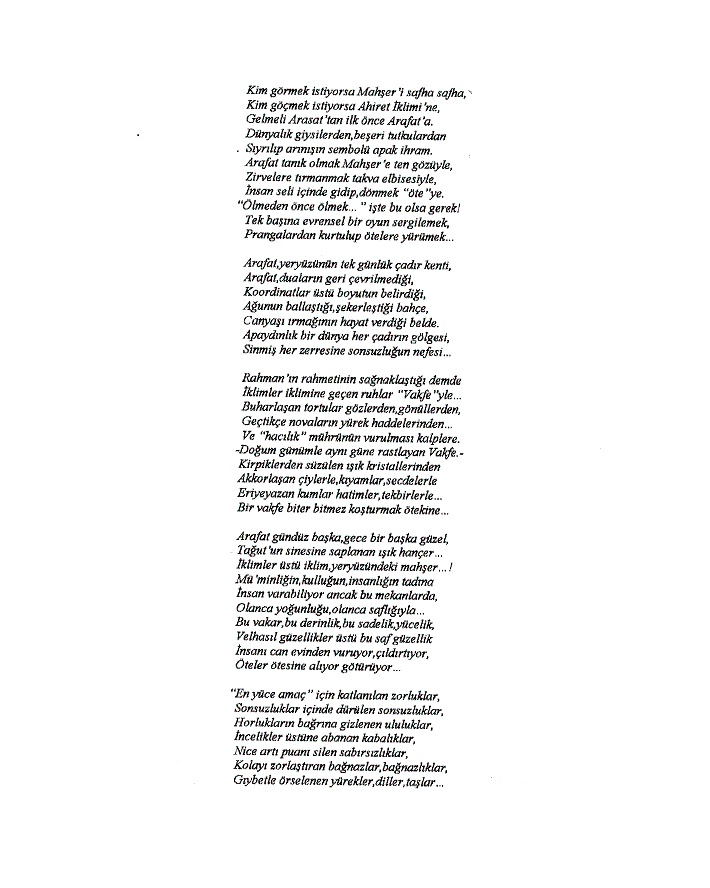 Kim görmek istiyorsa Mahşer'i safha safha,
Kim göçmek istiyorsa Ahiret İklimi'ne,
Gelmeli Arasat'tan ilk önce Arafat'a.
Dünyalık giysilerden,beşeri tutkulardan
Sıyrılıp arınışın sembolü apak ihram.
Arafat tanık olmak Mahşer'e ten gözüyle,
Zirvelere tırmanmak takva elbisesiyle,
İnsan seli içinde gidip,dönmek "öte"ye.
"Ölmeden önce ölmek..." işte bu olsa gerek!
Tek başına evrensel bir oyun sergilemek,
Prangalardan kurtulup ötelere yürümek...

Arafat,yeryüzünün tek günlük çadır kenti,
Arafat,duaların geri çevrilmediği,
Koordinatlar üstü boyutun belirdiği,
Ağunun ballaştığı,şekerleştiği bahçe,
Canyaşı ırmağının hayat verdiği belde.
Apaydınlık bir dünya her çadırın gölgesi,
Sinmiş her zerresine sonsuzluğun nefesi...

Rahman'ın rahmetinin sağnaklaştığı demde
İklimler iklimine geçen ruhlar "Vakfe"yle...
Buharlaşan tortular gözlerden,gönüllerden,
Geçtikçe novaların yürek haddelerinden...
Ve "hacılık" mührünün vurulması kalplere.
-Doğum günümle aynı güne rastlayan Vakfe.-
Kirpiklerden süzülen ışık kristallerinden
Akkorlaşan çiylerle,kıyamlar,secdelerle
Eriyeyazan kumlar hatimler,tekbirlerle...
Bir vakfe biter bitmez koşturmak ötekine...

Arafat gündüz başka,gece bir başka güzel,
Tağut'un sinesine saplanan ışık hançer...
İklimler üstü iklim,yeryüzündeki mahşer...!
Mü'minliğin,kulluğun,insanlığın tadına
İnsan varabiliyor ancak bu mekanlarda,
Olanca yoğunluğu,olanca saflığıyla...
Bu vakar,bu derinlik,bu sadelik,yücelik,
Velhasıl güzellikler üstü bu saf güzellik
İnsanı can evinden vuruyor,çıldırtıyor,
Öteler ötesine alıyor götürüyor...

"En yüce amaç" için katlanılan zorluklar,
Sonsuzluklar içinde dürülen sonsuzluklar,
Horlukların bağrına gizlenen ululuklar,
İncelikler üstüne abanan kabalıklar,
Nice artı puanı silen sabırsızlıklar,
Kolayı zorlaştıran bağnazlar,bağnazlıklar,
Gıybetle örselenen yürekler,diller,taşlar...